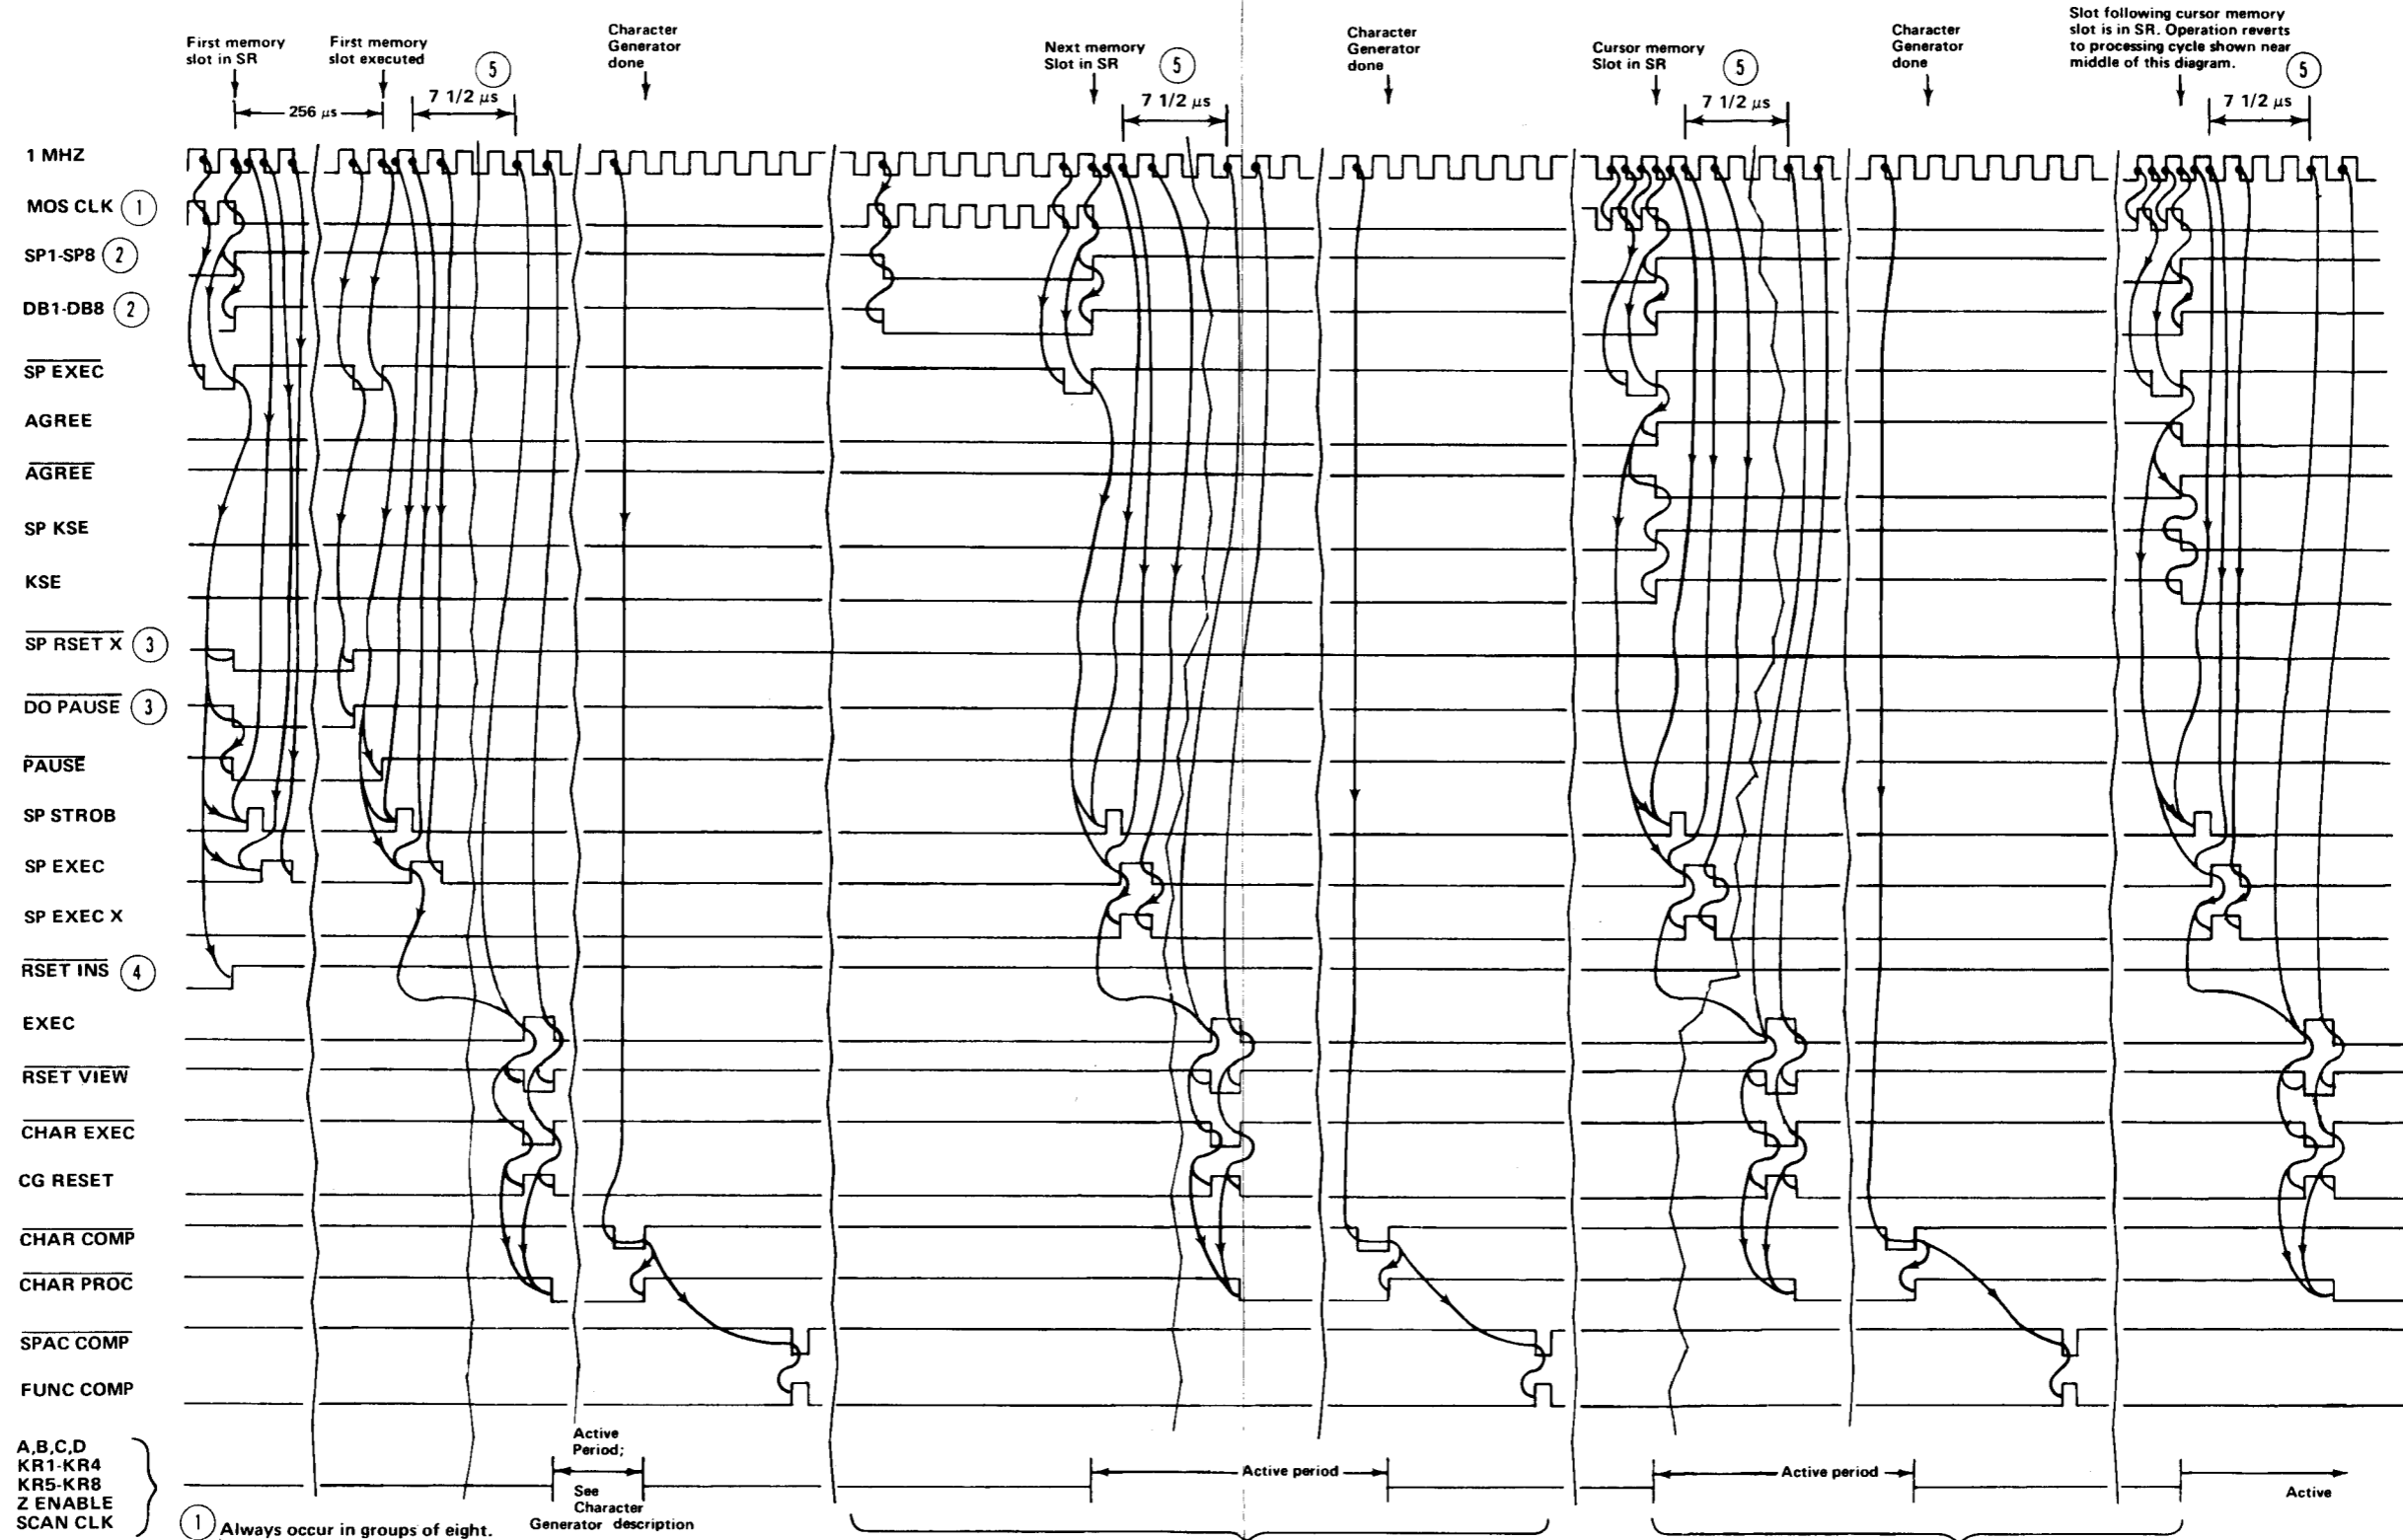 First memory
slot in SR
First memory
slot executed
5
Character
Generator
done
Next memory
Slot in SR
5
Character
Generator
done
Cursor memory
Slot in SR
5
Character
Generator
done
Slot following cursor memory
slot is in SR. Operation reverts
to processing cycle shown near
middle of this diagram.
5
256 μs
7 1/2 μs
7 1/2 μs
7 1/2 μs
7 1/2 μs
1 MHZ
MOS CLK 1
SP1-SP8 2
DB1-DB8 2
SP EXEC
AGREE
AGREE
SP KSE
KSE
SP RSET X 3
DO PAUSE 3
PAUSE
SP STROB
SP EXEC
SP EXEC X
RSET INS 4
EXEC
RSET VIEW
CHAR EXEC
CG RESET
CHAR COMP
CHAR PROC
SPAC COMP
FUNC COMP
A,B,C,D
KR1-KR4
KR5-KR8
Z ENABLE
SCAN CLK
Active
Period;
See
Character
Generator description
Active period
Active period
Active
1 Always occur in groups of eight.